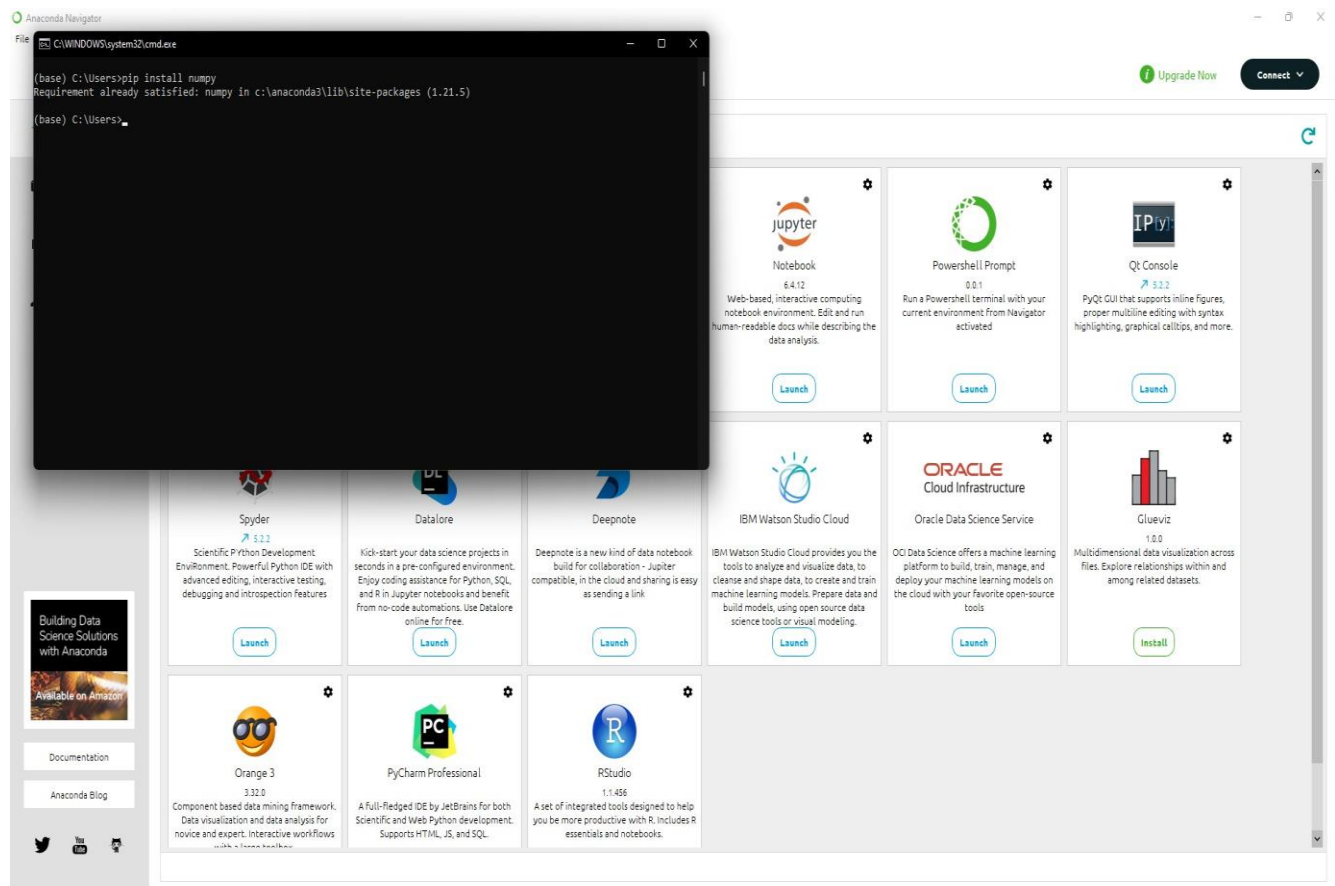 Anaconda Navigator
File
C:\WINDOWS\system32\cmd.exe
(base) C:\Users>pip install numpy
Requirement already satisfied: numpy in c:\anaconda3\lib\site-packages (1.21.5)
(base) C:\Users>
Upgrade Now
Connect
jupyter
Notebook
6.4.12
Web-based, interactive computing
notebook environment. Edit and run
human-readable docs while describing the
data analysis.
Launch
Powershell Prompt
0.0.1
Run a Powershell terminal with your
current environment from Navigator
activated
Launch
IP[y]:
Qt Console
5.2.2
PyQt GUI that supports inline figures,
proper multiline editing with syntax
highlighting, graphical calltips, and more.
Launch
Spyder
5.2.2
Scientific PYthon Development
EnviRonment. Powerful Python IDE with
advanced editing, interactive testing,
debugging and introspection features
Launch
DL
Datalore
Kick-start your data science projects in
seconds in a pre-configured environment.
Enjoy coding assistance for Python, SQL,
and R in Jupyter notebooks and benefit
from no-code automations. Use Datalore
online for free.
Launch
Deepnote
Deepnote is a new kind of data notebook
build for collaboration - Jupiter
compatible, in the cloud and sharing is easy
as sending a link
Launch
IBM Watson Studio Cloud
IBM Watson Studio Cloud provides you the
tools to analyze and visualize data, to
cleanse and shape data, to create and train
machine learning models. Prepare data and
build models, using open source data
science tools or visual modeling.
Launch
ORACLE
Cloud Infrastructure
Oracle Data Science Service
OCI Data Science offers a machine learning
platform to build, train, manage, and
deploy your machine learning models on
the cloud with your favorite open-source
tools
Launch
Glueviz
1.0.0
Multidimensional data visualization across
files. Explore relationships within and
among related datasets.
Install
Building Data
Science Solutions
with Anaconda
Available on Amazon
Documentation
Anaconda Blog
You
Tube
Orange 3
3.32.0
Component based data mining framework.
Data visualization and data analysis for
novice and expert. Interactive workflows
with a large toolbox
PC
PyCharm Professional
A full-fledged IDE by JetBrains for both
Scientific and Web Python development.
Supports HTML, JS, and SQL.
R
RStudio
1.1.456
A set of integrated tools designed to help
you be more productive with R. Includes R
essentials and notebooks.